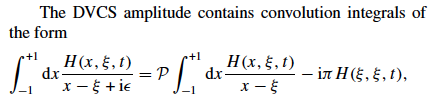 The DVCS amplitude contains convolution integrals of
the form
∫₋₁⁺¹ dx H(x, ξ, t) / (x − ξ + iϵ) = 𝒫 ∫₋₁⁺¹ dx H(x, ξ, t) / (x − ξ) − iπ H(ξ, ξ, t),